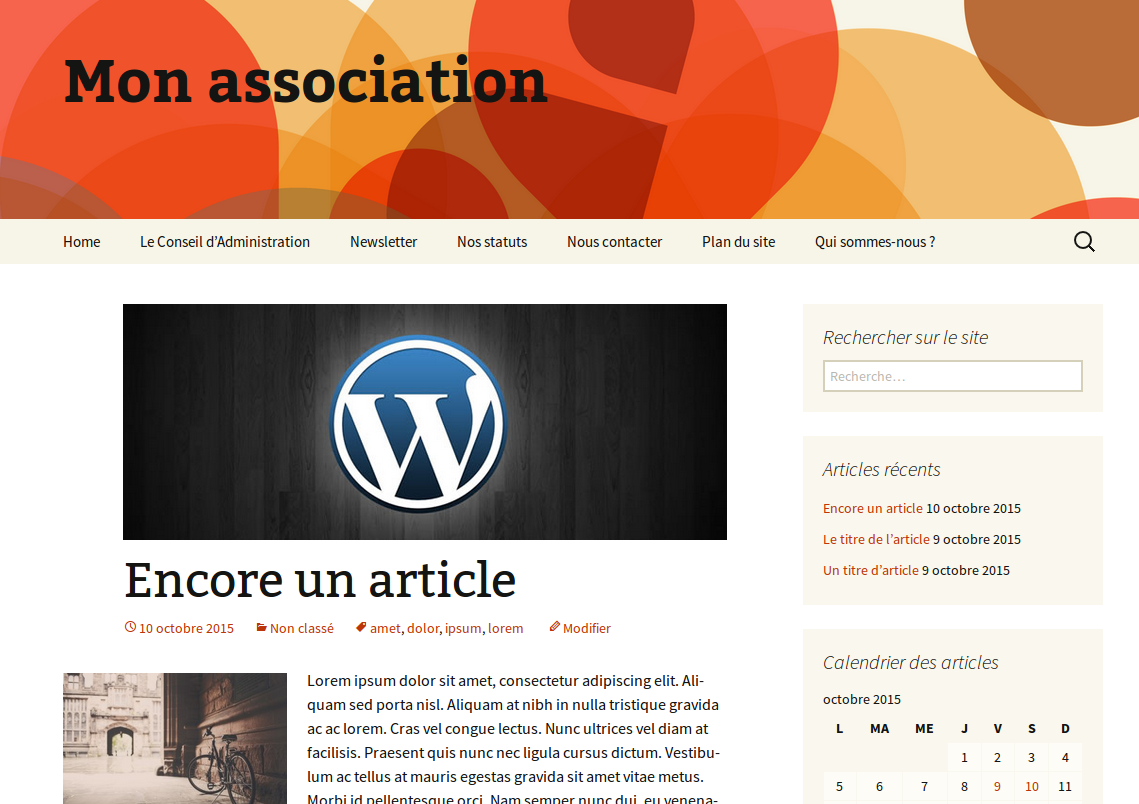 Mon association
Home Le Conseil d’Administration Newsletter Nos statuts Nous contacter Plan du site Qui sommes-nous ?
W
Encore un article
10 octobre 2015 Non classé amet, dolor, ipsum, lorem Modifier
Lorem ipsum dolor sit amet, consectetur adipiscing elit. Ali-
quam sed porta nisl. Aliquam at nibh in nulla tristique gravida
ac ac lorem. Cras vel congue lectus. Nunc ultrices vel diam at
facilisis. Praesent quis nunc nec ligula cursus dictum. Vestibu-
lum ac tellus at mauris egestas gravida sit amet vitae metus.
Morbi id pellentesque orci. Nam semper nunc dui, eu venena-
Rechercher sur le site
Recherche…
Articles récents
Encore un article 10 octobre 2015
Le titre de l’article 9 octobre 2015
Un titre d’article 9 octobre 2015
Calendrier des articles
octobre 2015
L MA ME J V S D
1 2 3 4
5 6 7 8 9 10 11